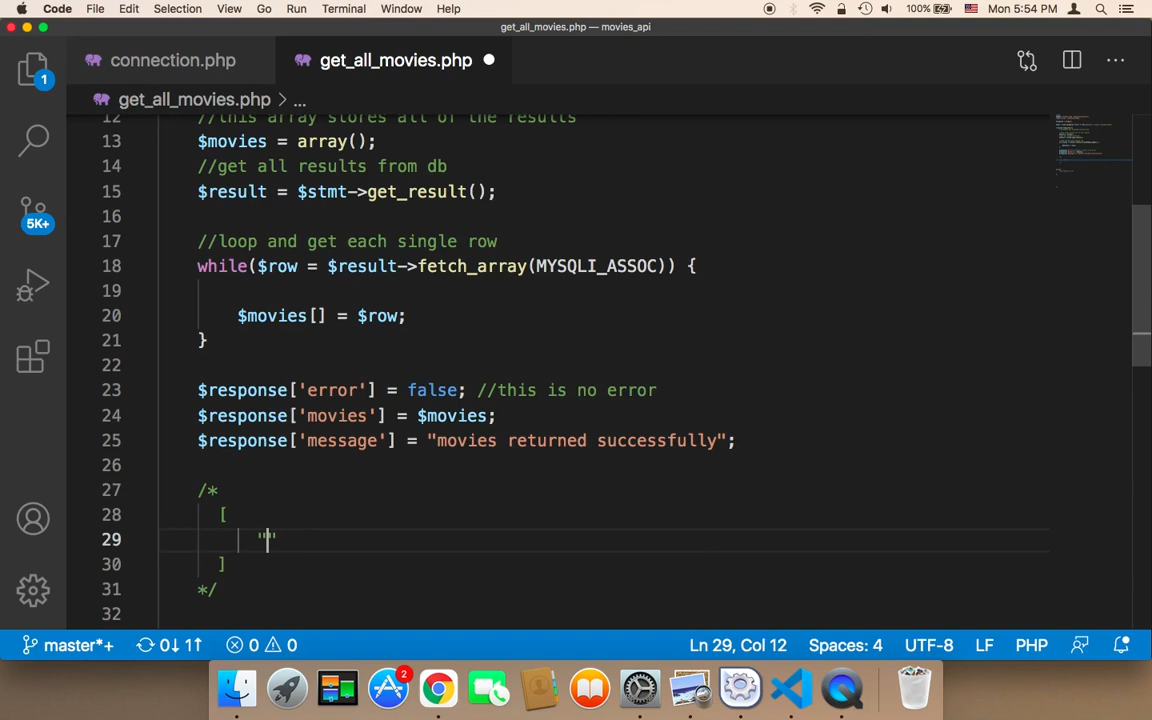 Code File Edit Selection View Go Run Terminal Window Help 100% Mon 5:54 PM
get_all_movies.php — movies_api
connection.php get_all_movies.php
get_all_movies.php > ...
1
5K+
12 //this array stores all of the results
13 $movies = array();
14 //get all results from db
15 $result = $stmt->get_result();
16
17 //loop and get each single row
18 while($row = $result->fetch_array(MYSQLI_ASSOC)) {
19
20 $movies[] = $row;
21 }
22
23 $response['error'] = false; //this is no error
24 $response['movies'] = $movies;
25 $response['message'] = "movies returned successfully";
26
27 /*
28 [
29 ""
30 ]
31 */
32
master*+ 0↓ 1↑ 0 0 Ln 29, Col 12 Spaces: 4 UTF-8 LF PHP
2